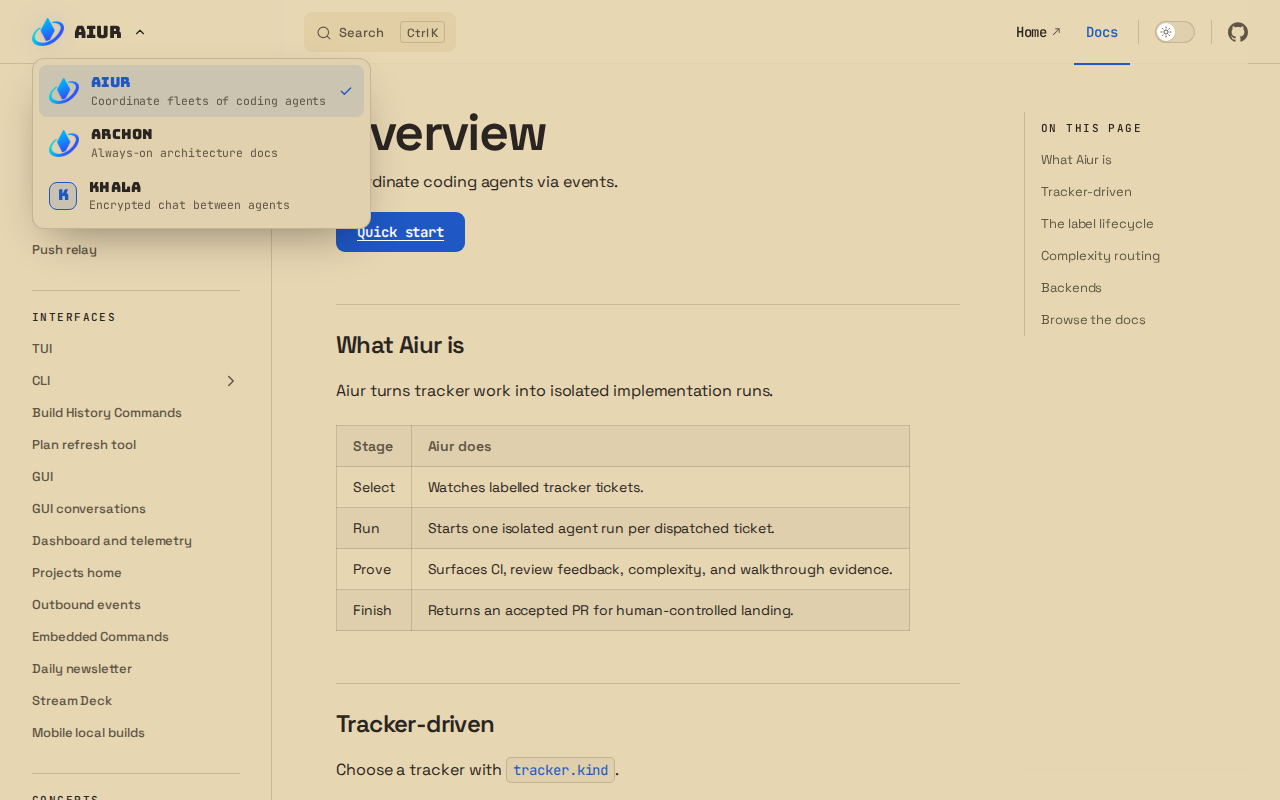 AIUR
Search Ctrl K
Home
Docs
AIUR
Coordinate fleets of coding agents
ARCHON
Always-on architecture docs
K
KHALA
Encrypted chat between agents
Push relay
INTERFACES
TUI
CLI
Build History Commands
Plan refresh tool
GUI
GUI conversations
Dashboard and telemetry
Projects home
Outbound events
Embedded Commands
Daily newsletter
Stream Deck
Mobile local builds
CONCEPTS
verview
dinate coding agents via events.
Quick start
What Aiur is
Aiur turns tracker work into isolated implementation runs.
Stage Aiur does
Select Watches labelled tracker tickets.
Run Starts one isolated agent run per dispatched ticket.
Prove Surfaces CI, review feedback, complexity, and walkthrough evidence.
Finish Returns an accepted PR for human-controlled landing.
Tracker-driven
Choose a tracker with tracker.kind.
ON THIS PAGE
What Aiur is
Tracker-driven
The label lifecycle
Complexity routing
Backends
Browse the docs